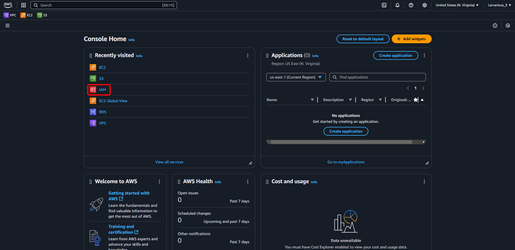 aws
Search
[Alt+S]
United States (N. Virginia)
VPC
EC2
S3
Console Home Info
Reset to default layout
+ Add widgets
Recently visited Info
EC2
S3
IAM
EC2 Global View
RDS
VPC
View all services
Applications (0) Info
Region: US East (N. Virginia)
Create application
us-east-1 (Current Region)
Find applications
1
Name
Description
Region
Originati...
No applications
Get started by creating an application.
Create application
Go to myApplications
Welcome to AWS
Getting started with AWS
Learn the fundamentals and find valuable information to get the most out of AWS.
Training and certification
Learn from AWS experts and advance your skills and
AWS Health Info
Open issues
0
Past 7 days
Scheduled changes
0
Upcoming and past 7 days
Other notifications
0
Past 7 days
Cost and usage Info
Data unavailable
You must have Cost Explorer enabled to view your cost and usage data.